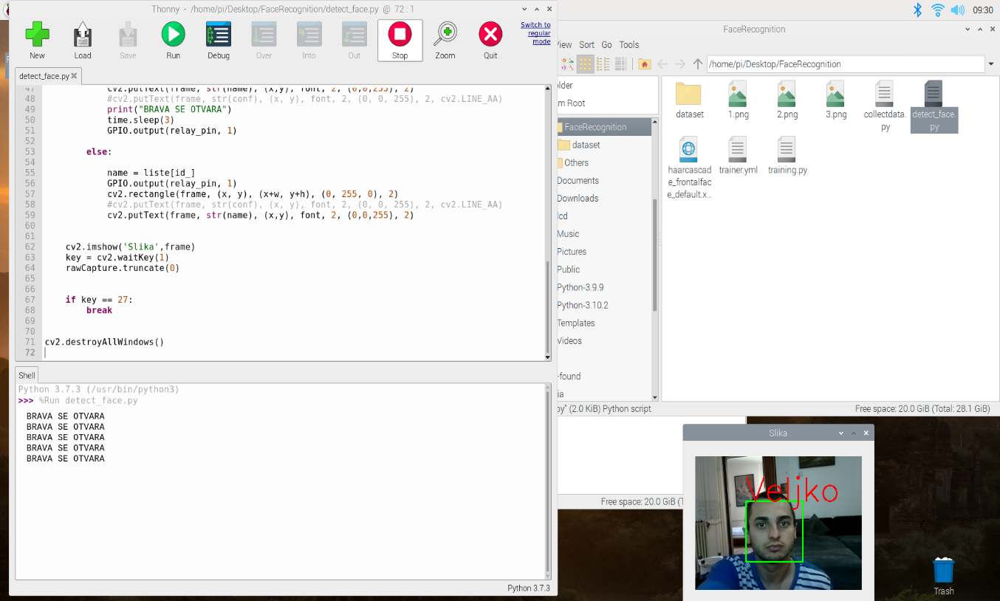 Thonny - /home/pi/Desktop/FaceRecognition/detect_face.py @ 72 : 1
New
Load
Save
Run
Debug
Over
Into
Out
Stop
Zoom
Quit
Switch to
regular
mode
detect_face.py
47 cv2.putText(frame, str(name), (x,y), font, 2, (0,0,255), 2)
48 #cv2.putText(frame, str(conf), (x, y), font, 2, (0, 0, 255), 2, cv2.LINE_AA)
49 print("BRAVA SE OTVARA")
50 time.sleep(3)
51 GPIO.output(relay_pin, 1)
52
53 else:
54
55 name = liste[id_]
56 GPIO.output(relay_pin, 1)
57 cv2.rectangle(frame, (x, y), (x+w, y+h), (0, 255, 0), 2)
58 #cv2.putText(frame, str(conf), (x, y), font, 2, (0, 0, 255), 2, cv2.LINE_AA)
59 cv2.putText(frame, str(name), (x,y), font, 2, (0,0,255), 2)
60
61
62 cv2.imshow('Slika',frame)
63 key = cv2.waitKey(1)
64 rawCapture.truncate(0)
65
66
67 if key == 27:
68 break
69
70
71 cv2.destroyAllWindows()
72
Shell
Python 3.7.3 (/usr/bin/python3)
>>> %Run detect_face.py
BRAVA SE OTVARA
BRAVA SE OTVARA
BRAVA SE OTVARA
BRAVA SE OTVARA
BRAVA SE OTVARA
Python 3.7.3
09:30
FaceRecognition
View Sort Go Tools
/home/pi/Desktop/FaceRecognition
older
m Root
FaceRecognition
dataset
Others
Documents
Downloads
lcd
Music
Pictures
Public
Python-3.9.9
Python-3.10.2
Templates
Videos
-found
ia
dataset
1.png
2.png
3.png
collectdata.
py
detect_face.
py
haarcascad
e_frontalfac
e_default.x...
trainer.yml
training.py
py" (2.0 KiB) Python script
Free space: 20.0 GiB (Total: 28.1 GiB)
Free space: 20.0 GiB (T
Slika
Veljko
Trash